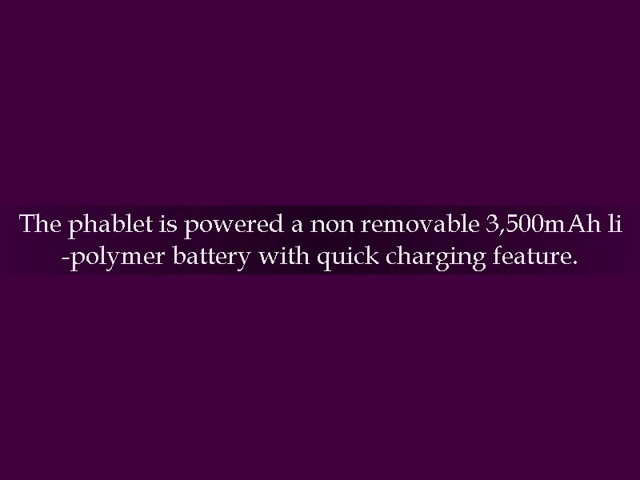 The phablet is powered a non removable 3,500mAh li
-polymer battery with quick charging feature.